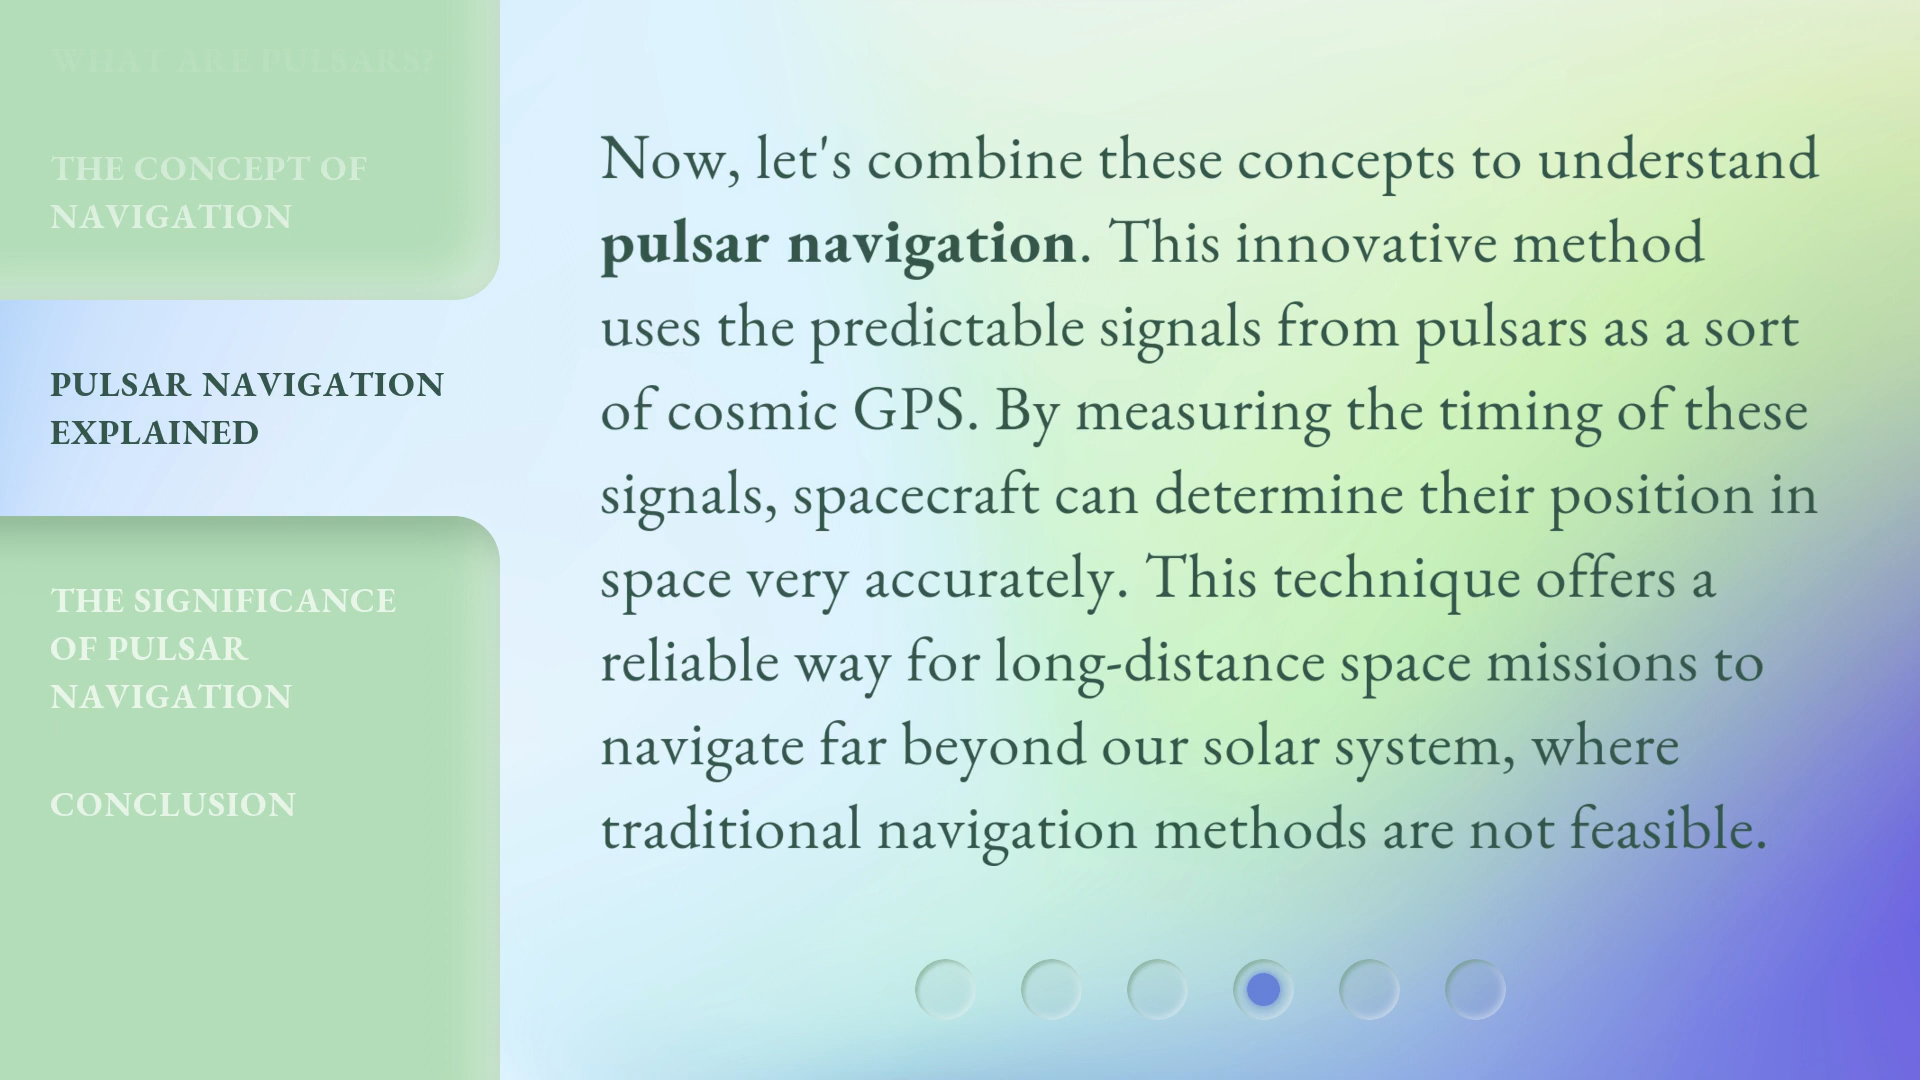 WHAT ARE PULSARS?
THE CONCEPT OF
NAVIGATION
PULSAR NAVIGATION
EXPLAINED
THE SIGNIFICANCE
OF PULSAR
NAVIGATION
CONCLUSION
Now, let's combine these concepts to understand
pulsar navigation. This innovative method
uses the predictable signals from pulsars as a sort
of cosmic GPS. By measuring the timing of these
signals, spacecraft can determine their position in
space very accurately. This technique offers a
reliable way for long-distance space missions to
navigate far beyond our solar system, where
traditional navigation methods are not feasible.